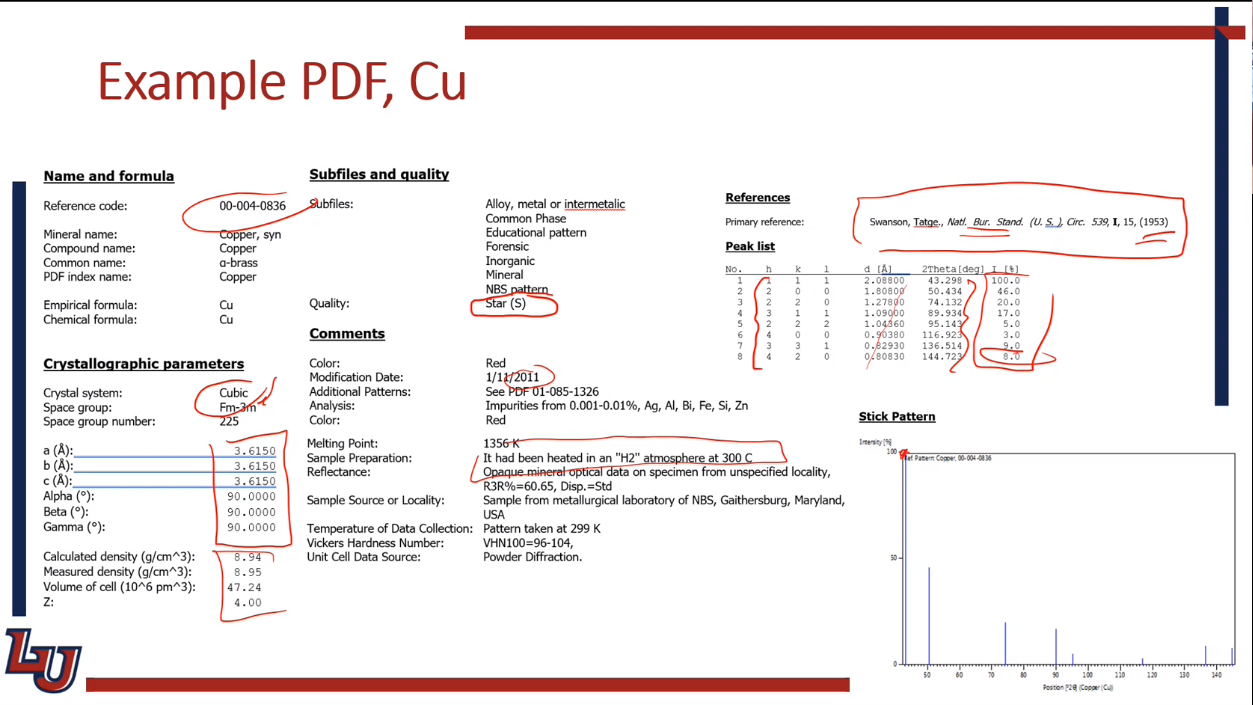 Example PDF, Cu
Name and formula
Reference code: 00-004-0836
Mineral name: Copper, syn
Compound name: Copper
Common name: α-brass
PDF index name: Copper
Empirical formula: Cu
Chemical formula: Cu
Crystallographic parameters
Crystal system: Cubic
Space group: Fm-3m
Space group number: 225
a (Å): 3.6150
b (Å): 3.6150
c (Å): 3.6150
Alpha (°): 90.0000
Beta (°): 90.0000
Gamma (°): 90.0000
Calculated density (g/cm^3): 8.94
Measured density (g/cm^3): 8.95
Volume of cell (10^6 pm^3): 47.24
Z: 4.00
Subfiles and quality
Subfiles: Alloy, metal or intermetalic
Common Phase
Educational pattern
Forensic
Inorganic
Mineral
NBS pattern
Quality: Star (S)
Comments
Color: Red
Modification Date: 1/11/2011
Additional Patterns: See PDF 01-085-1326
Analysis: Impurities from 0.001-0.01%, Ag, Al, Bi, Fe, Si, Zn
Color: Red
Melting Point: 1356 K
Sample Preparation: It had been heated in an "H2" atmosphere at 300 C
Reflectance: Opaque mineral optical data on specimen from unspecified locality,
R3R%=60.65, Disp.=Std
Sample Source or Locality: Sample from metallurgical laboratory of NBS, Gaithersburg, Maryland,
USA
Temperature of Data Collection: Pattern taken at 299 K
Vickers Hardness Number: VHN100=96-104,
Unit Cell Data Source: Powder Diffraction.
References
Primary reference: Swanson, Tatge., Natl. Bur. Stand. (U. S. ), Circ. 539, I, 15, (1953)
Peak list
No. h k l d [Å] 2Theta[deg] I [%]
1 1 1 1 2.08800 43.298 100.0
2 2 0 0 1.80800 50.434 46.0
3 2 2 0 1.27800 74.132 20.0
4 3 1 1 1.09000 89.934 17.0
5 2 2 2 1.04360 95.143 5.0
6 4 0 0 0.90380 116.923 3.0
7 3 3 1 0.82930 136.514 9.0
8 4 2 0 0.80830 144.723 8.0
Stick Pattern
Intensity [%]
100
Ref. Pattern: Copper, 00-004-0836
50
0
50 60 70 80 90 100 110 120 130 140
Position [°2θ] (Copper (Cu))
LU